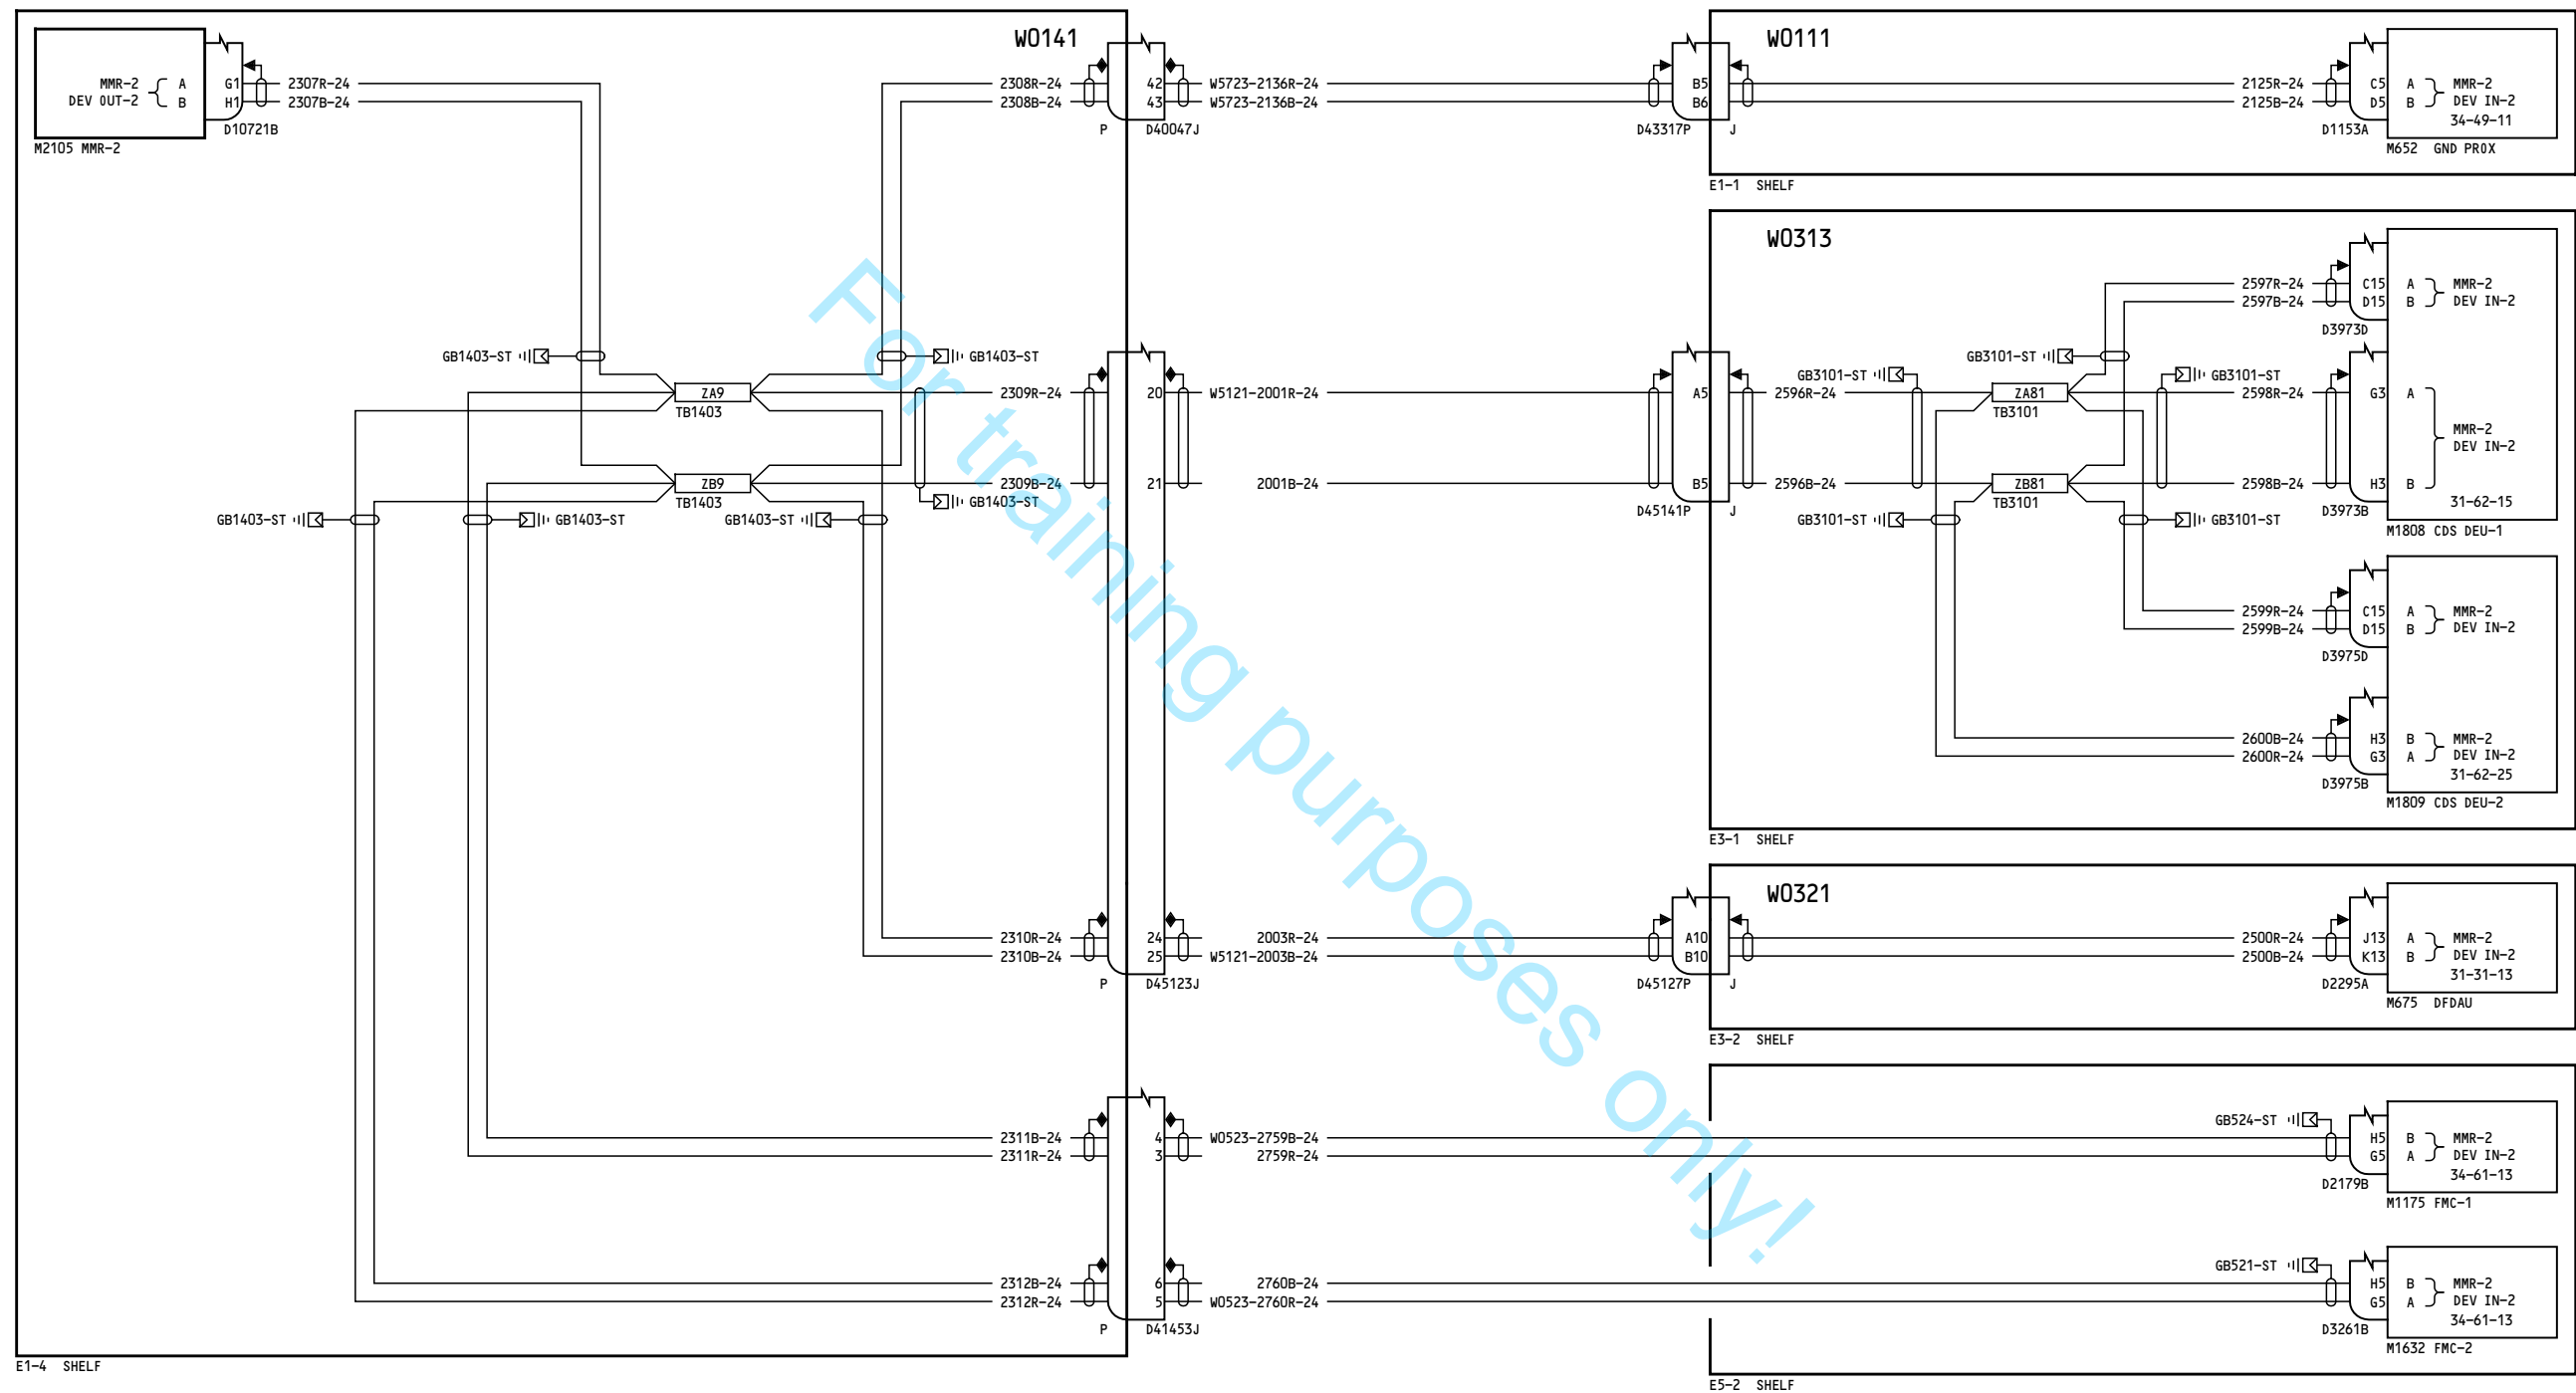 W0141
MMR-2
DEV OUT-2
A
B
G1
H1
2307R-24
2307B-24
D10721B
M2105 MMR-2
2308R-24
2308B-24
P
42
43
D40047J
W5723-2136R-24
W5723-2136B-24
D43317P
B5
B6
J
W0111
2125R-24
2125B-24
C5
D5
D1153A
A
B
MMR-2
DEV IN-2
34-49-11
M652 GND PROX
E1-1 SHELF
W0313
2597R-24
2597B-24
C15
D15
D3973D
A
B
MMR-2
DEV IN-2
GB1403-ST
GB1403-ST
ZA9
TB1403
2309R-24
20
W5121-2001R-24
A5
2596R-24
GB3101-ST
GB3101-ST
GB3101-ST
ZA81
TB3101
2598R-24
G3
A
MMR-2
DEV IN-2
ZB9
TB1403
2309B-24
GB1403-ST
21
2001B-24
B5
D45141P
J
2596B-24
ZB81
TB3101
2598B-24
H3
B
D3973B
31-62-15
M1808 CDS DEU-1
GB1403-ST
GB1403-ST
GB1403-ST
GB3101-ST
GB3101-ST
2599R-24
2599B-24
C15
D15
D3975D
A
B
MMR-2
DEV IN-2
2600B-24
2600R-24
H3
G3
D3975B
B
A
MMR-2
DEV IN-2
31-62-25
M1809 CDS DEU-2
E3-1 SHELF
W0321
2310R-24
2310B-24
P
24
25
D45123J
2003R-24
W5121-2003B-24
A10
B10
D45127P
J
2500R-24
2500B-24
J13
K13
D2295A
A
B
MMR-2
DEV IN-2
31-31-13
M675 DFDAU
E3-2 SHELF
2311B-24
2311R-24
4
3
W0523-2759B-24
2759R-24
GB524-ST
H5
G5
D2179B
B
A
MMR-2
DEV IN-2
34-61-13
M1175 FMC-1
2312B-24
2312R-24
P
6
5
D41453J
2760B-24
W0523-2760R-24
GB521-ST
H5
G5
D3261B
B
A
MMR-2
DEV IN-2
34-61-13
M1632 FMC-2
E1-4 SHELF
E5-2 SHELF
For training purposes only!